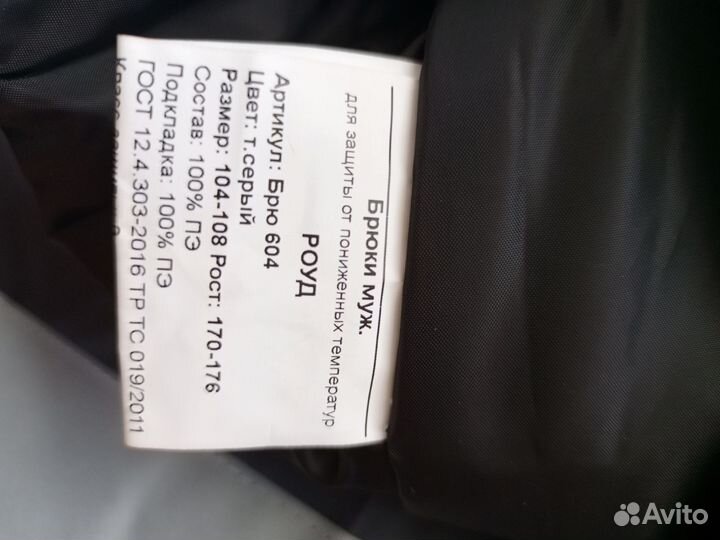 Брюки муж.
для защиты от пониженных температур
РОУД
Артикул: Брю 604
Цвет: т.серый
Размер: 104-108 Рост: 170-176
Состав: 100% ПЭ
Подкладка: 100% ПЭ
ГОСТ 12.4.303-2016 ТР ТС 019/2011
Класс
Avito